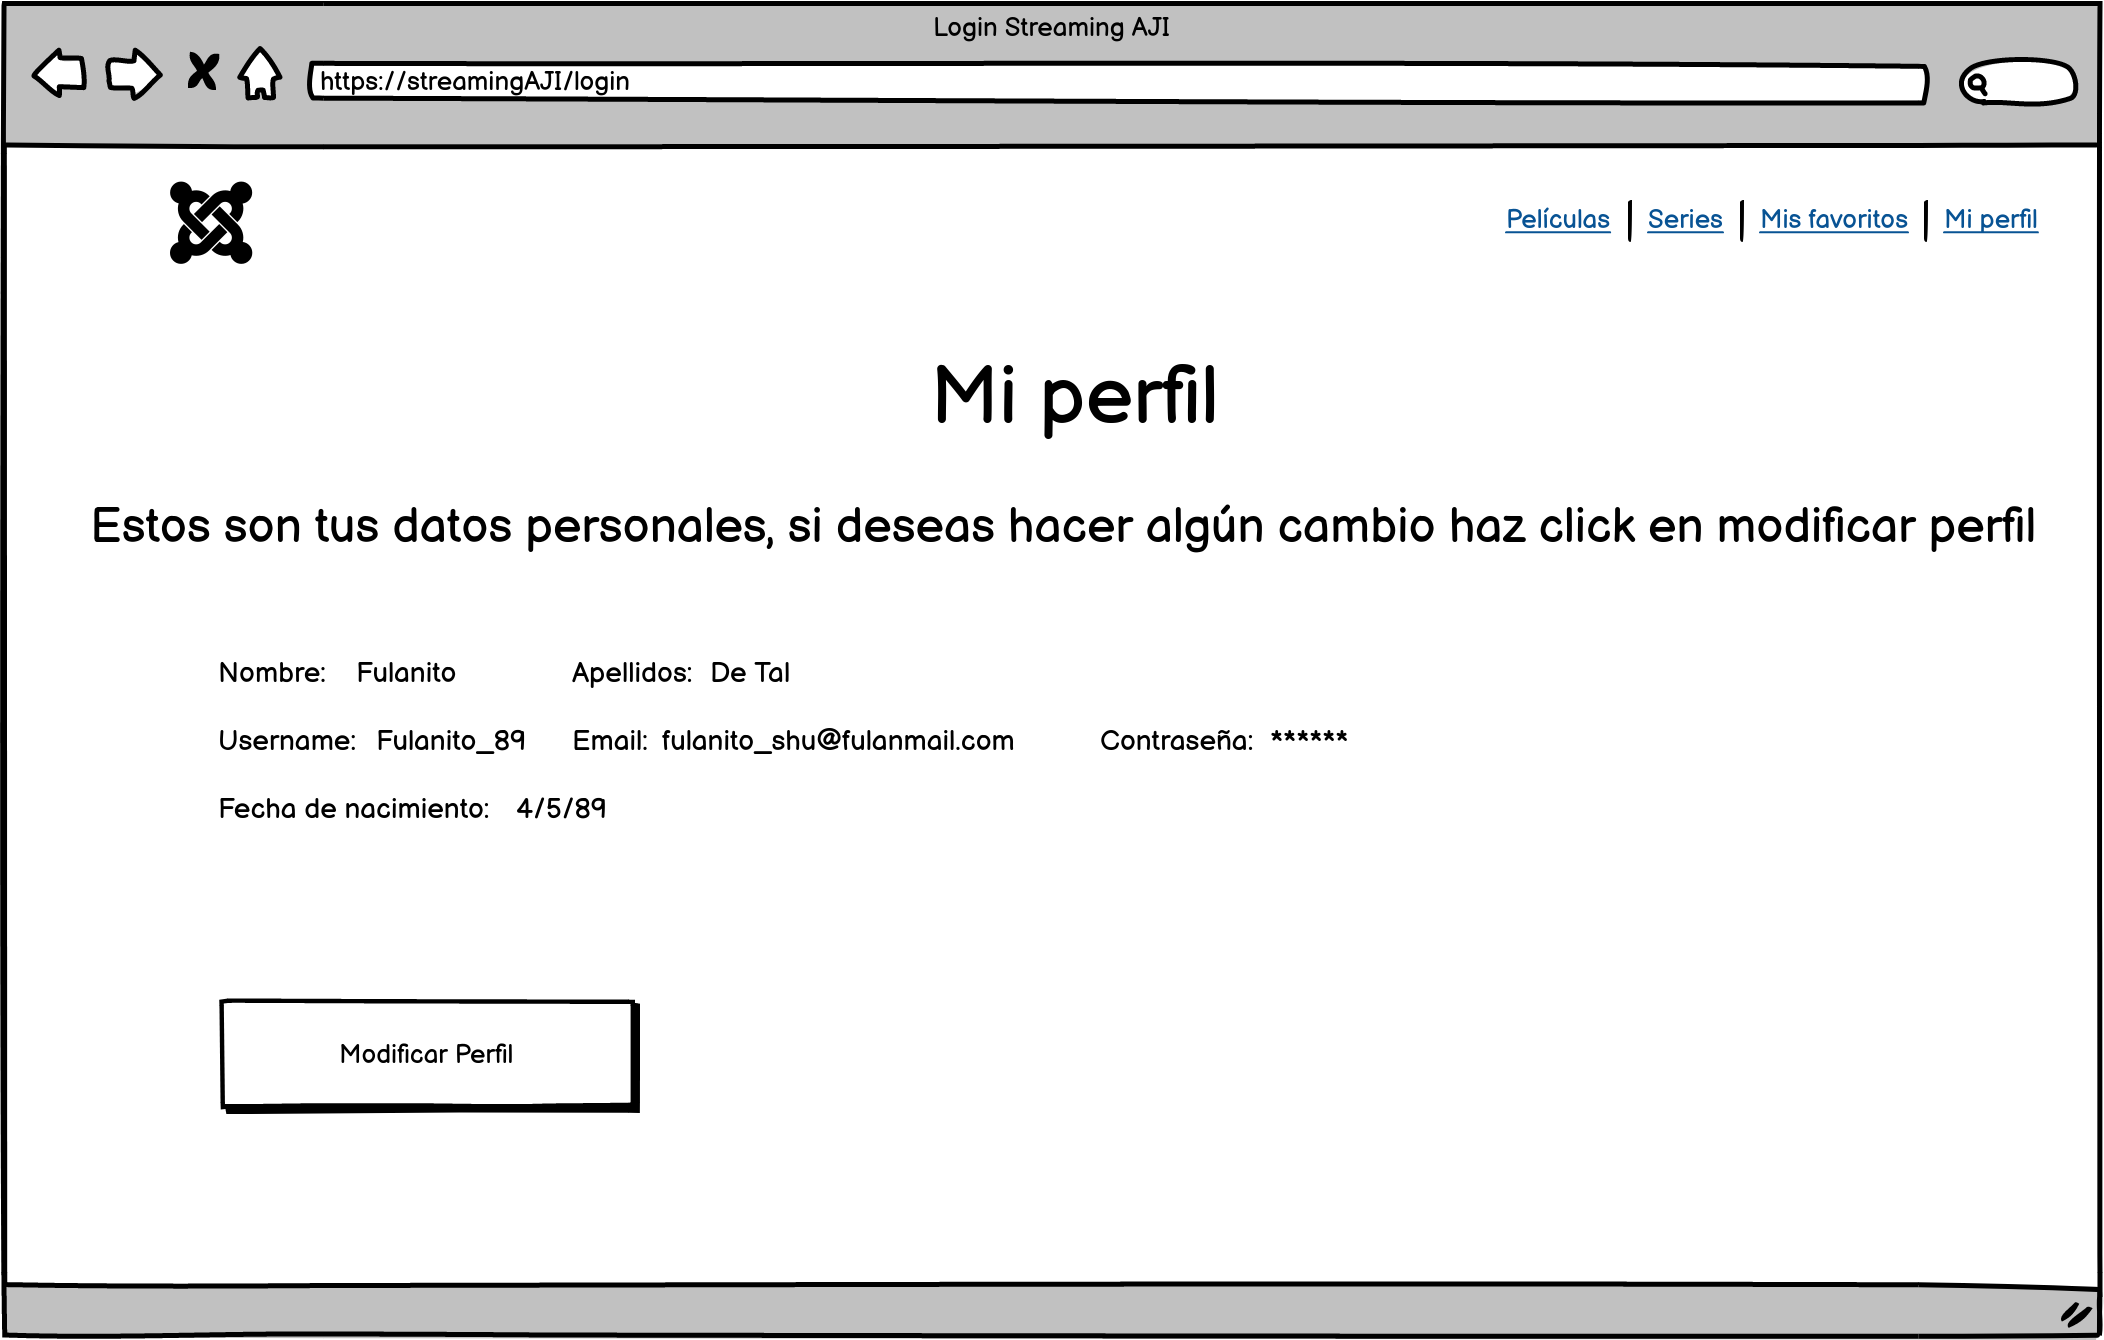 Login Streaming AJI
https://streamingAJI/login
Películas Series Mis favoritos Mi perfil
Mi perfil
Estos son tus datos personales, si deseas hacer algún cambio haz click en modificar perfil
Nombre: Fulanito Apellidos: De Tal
Username: Fulanito_89 Email: fulanito_shu@fulanmail.com Contraseña: ******
Fecha de nacimiento: 4/5/89
Modificar Perfil